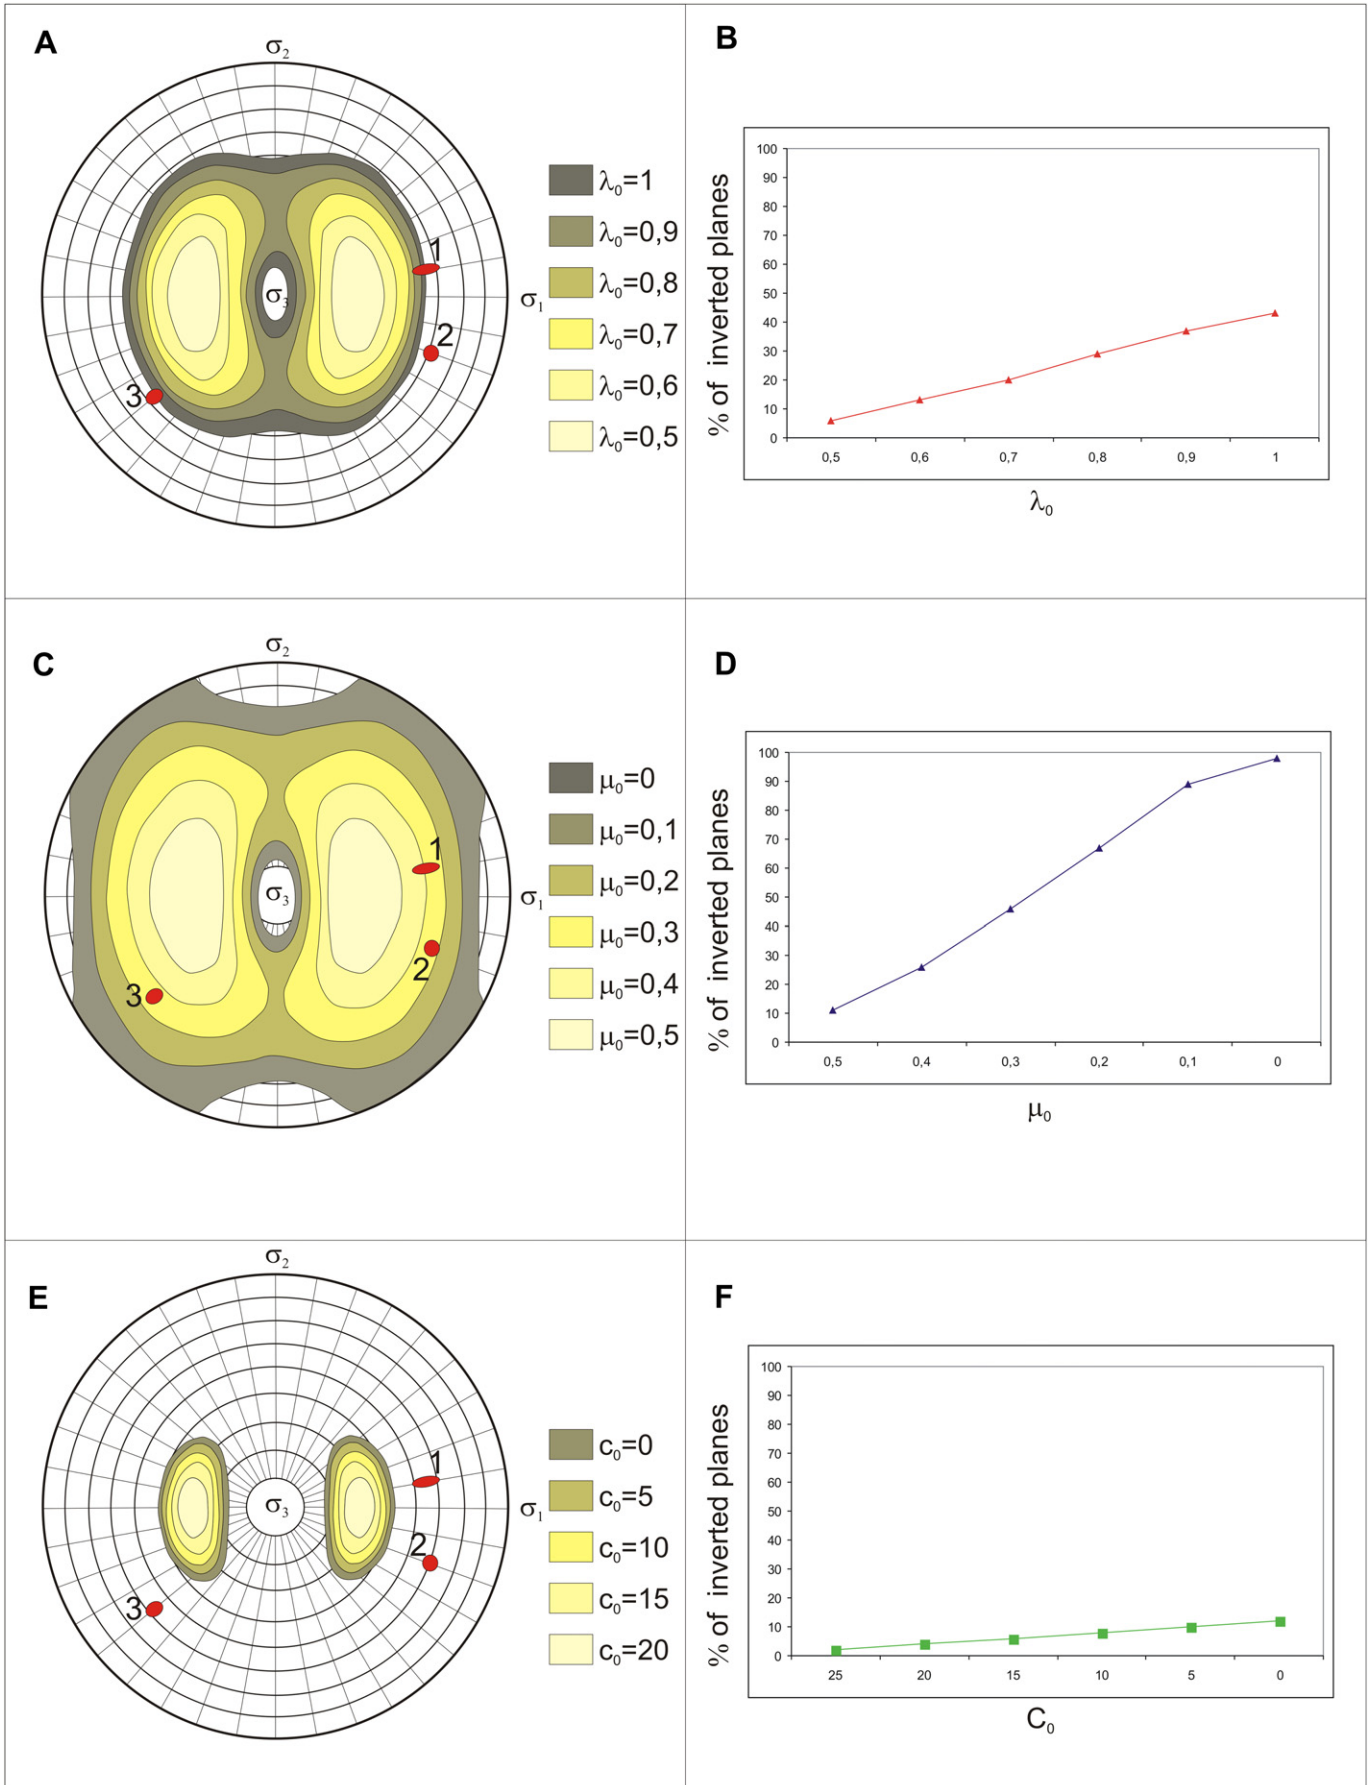 A
σ₂
σ₃
σ₁
1
2
3
λ₀=1
λ₀=0,9
λ₀=0,8
λ₀=0,7
λ₀=0,6
λ₀=0,5
B
% of inverted planes
100
90
80
70
60
50
40
30
20
10
0
0,5 0,6 0,7 0,8 0,9 1
λ₀
C
σ₂
σ₃
σ₁
1
2
3
μ₀=0
μ₀=0,1
μ₀=0,2
μ₀=0,3
μ₀=0,4
μ₀=0,5
D
% of inverted planes
100
90
80
70
60
50
40
30
20
10
0
0,5 0,4 0,3 0,2 0,1 0
μ₀
E
σ₂
σ₃
σ₁
1
2
3
c₀=0
c₀=5
c₀=10
c₀=15
c₀=20
F
% of inverted planes
100
90
80
70
60
50
40
30
20
10
0
25 20 15 10 5 0
C₀